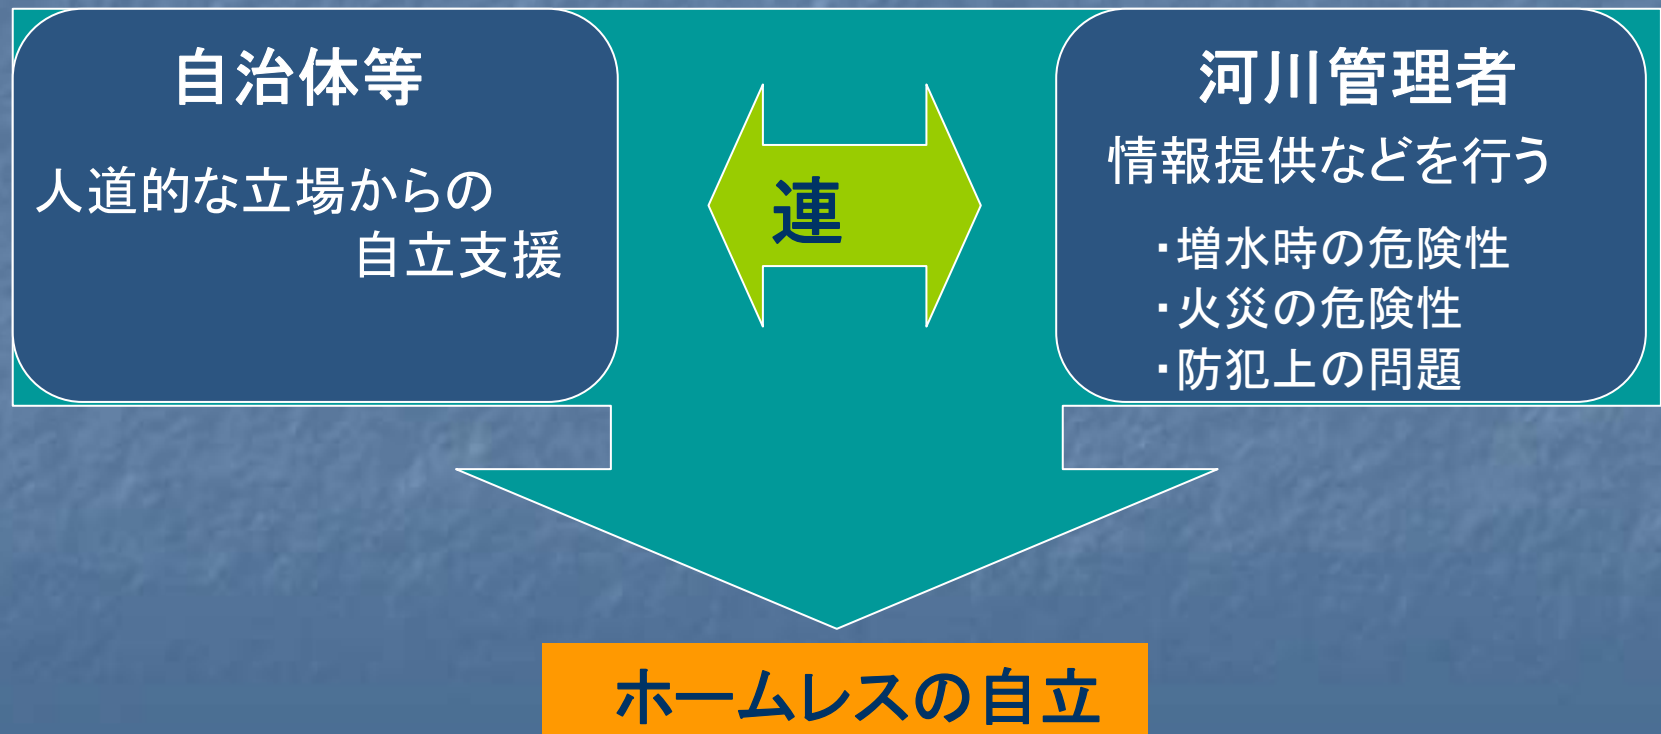 自治体等
人道的な立場からの
自立支援
連
河川管理者
情報提供などを行う
・増水時の危険性
・火災の危険性
・防犯上の問題
ホームレスの自立